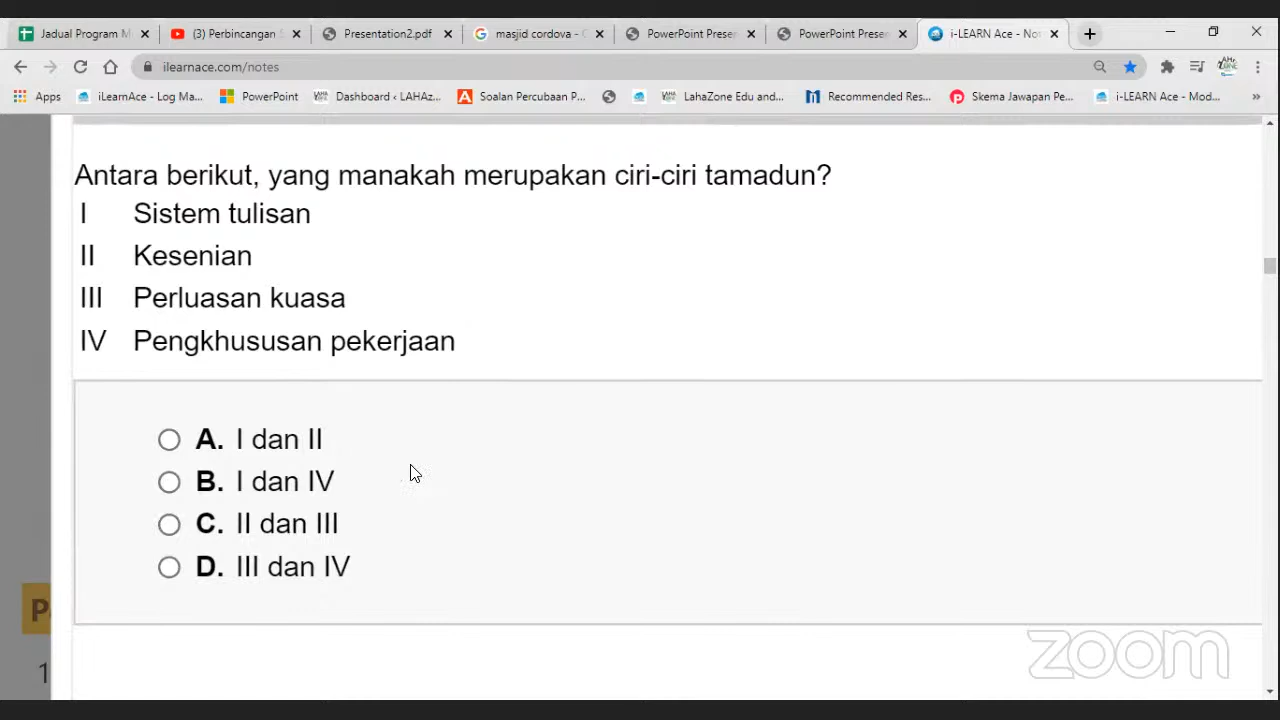 Jadual Program M
(3) Perbincangan
Presentation2.pdf
masjid cordova -
PowerPoint Preser
PowerPoint Prese
i-LEARN Ace - No
ilearnace.com/notes
Apps
iLearnAce - Log Ma...
PowerPoint
Dashboard ‹ LAHAz...
Soalan Percubaan P...
LahaZone Edu and...
Recommended Res...
Skema Jawapan Pe...
i-LEARN Ace - Mod...
Antara berikut, yang manakah merupakan ciri-ciri tamadun?
I Sistem tulisan
II Kesenian
III Perluasan kuasa
IV Pengkhususan pekerjaan
A. I dan II
B. I dan IV
C. II dan III
D. III dan IV
P
1
zoom